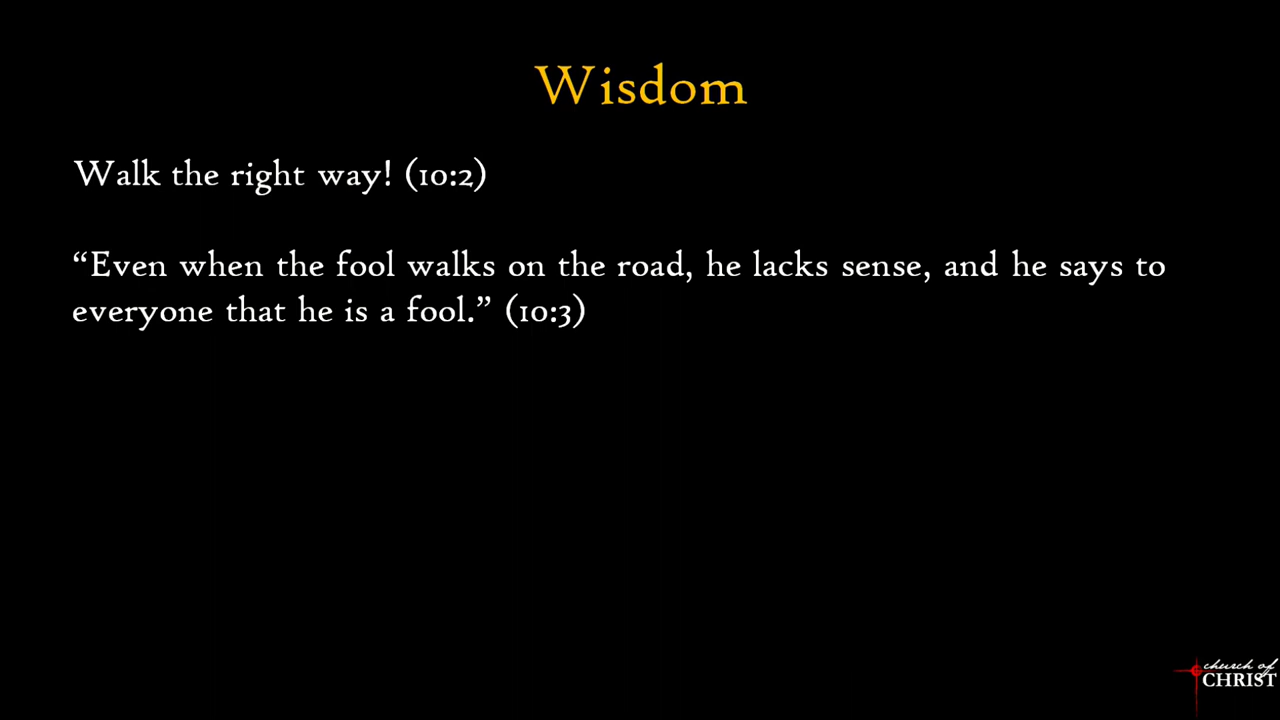 Wisdom
Walk the right way! (10:2)
“Even when the fool walks on the road, he lacks sense, and he says to
everyone that he is a fool.” (10:3)
church of
CHRIST